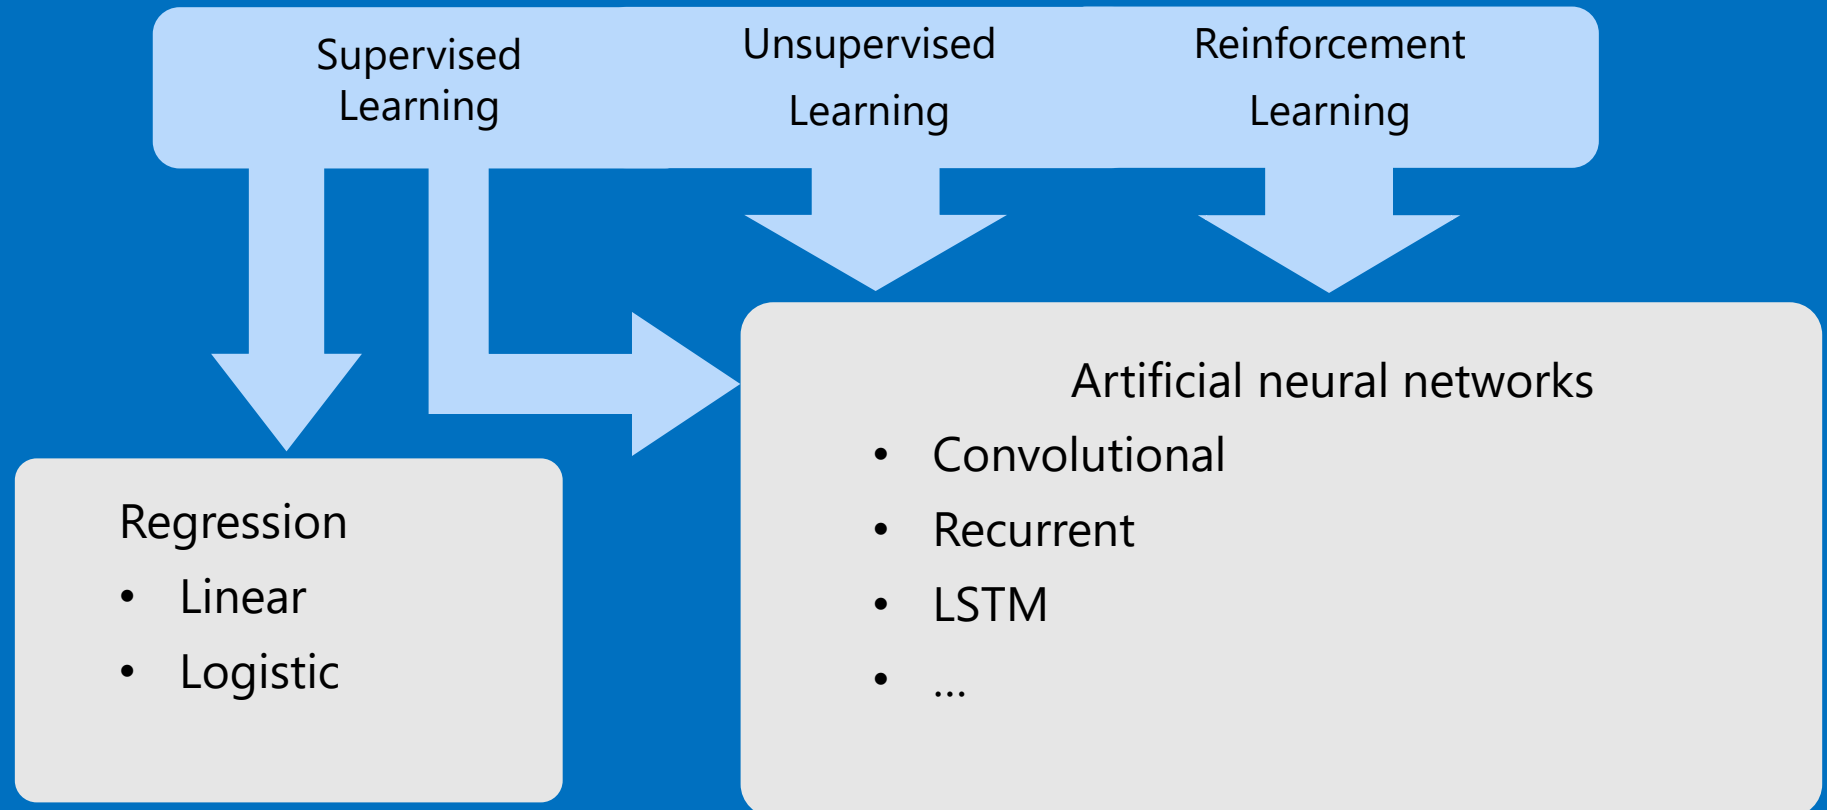 Supervised
Learning
Unsupervised
Learning
Reinforcement
Learning
Regression
• Linear
• Logistic
Artificial neural networks
• Convolutional
• Recurrent
• LSTM
• ...